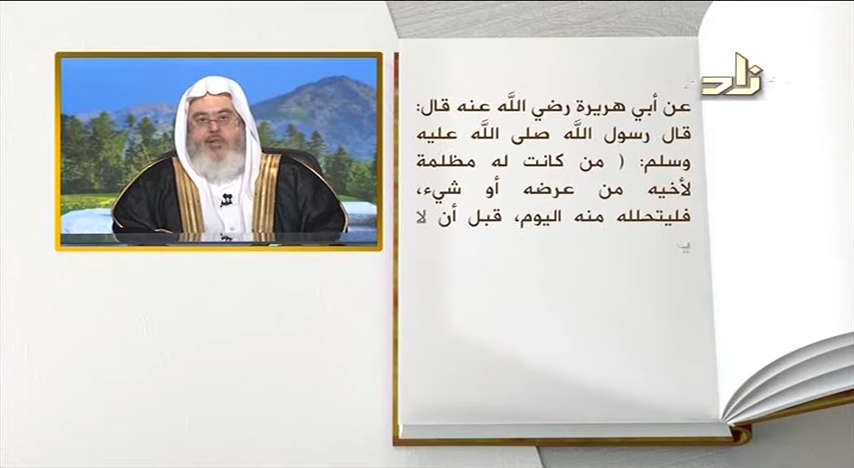 زاد
عن أبي هريرة رضي الله عنه قال:
قال رسول الله صلى الله عليه
وسلم: ( من كانت له مظلمة
لأخيه من عرضه أو شيء،
فليتحلله منه اليوم، قبل أن لا